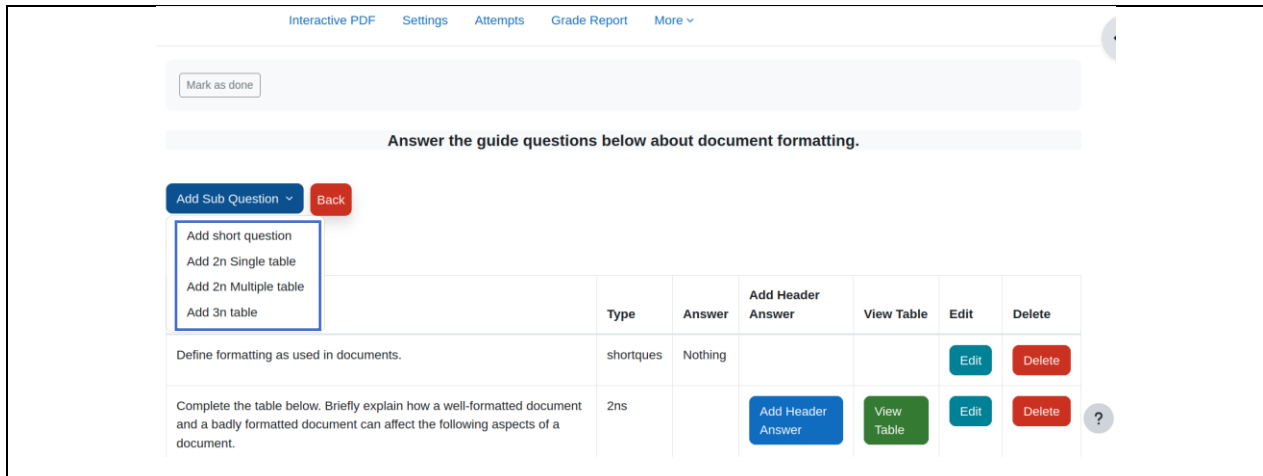 Interactive PDF Settings Attempts Grade Report More
Mark as done
Answer the guide questions below about document formatting.
Add Sub Question Back
Add short question
Add 2n Single table
Add 2n Multiple table
Add 3n table
Type Answer Add Header Answer View Table Edit Delete
Define formatting as used in documents. shortques Nothing Edit Delete
Complete the table below. Briefly explain how a well-formatted document 2ns Add Header View Edit Delete ?
and a badly formatted document can affect the following aspects of a Answer Table
document.